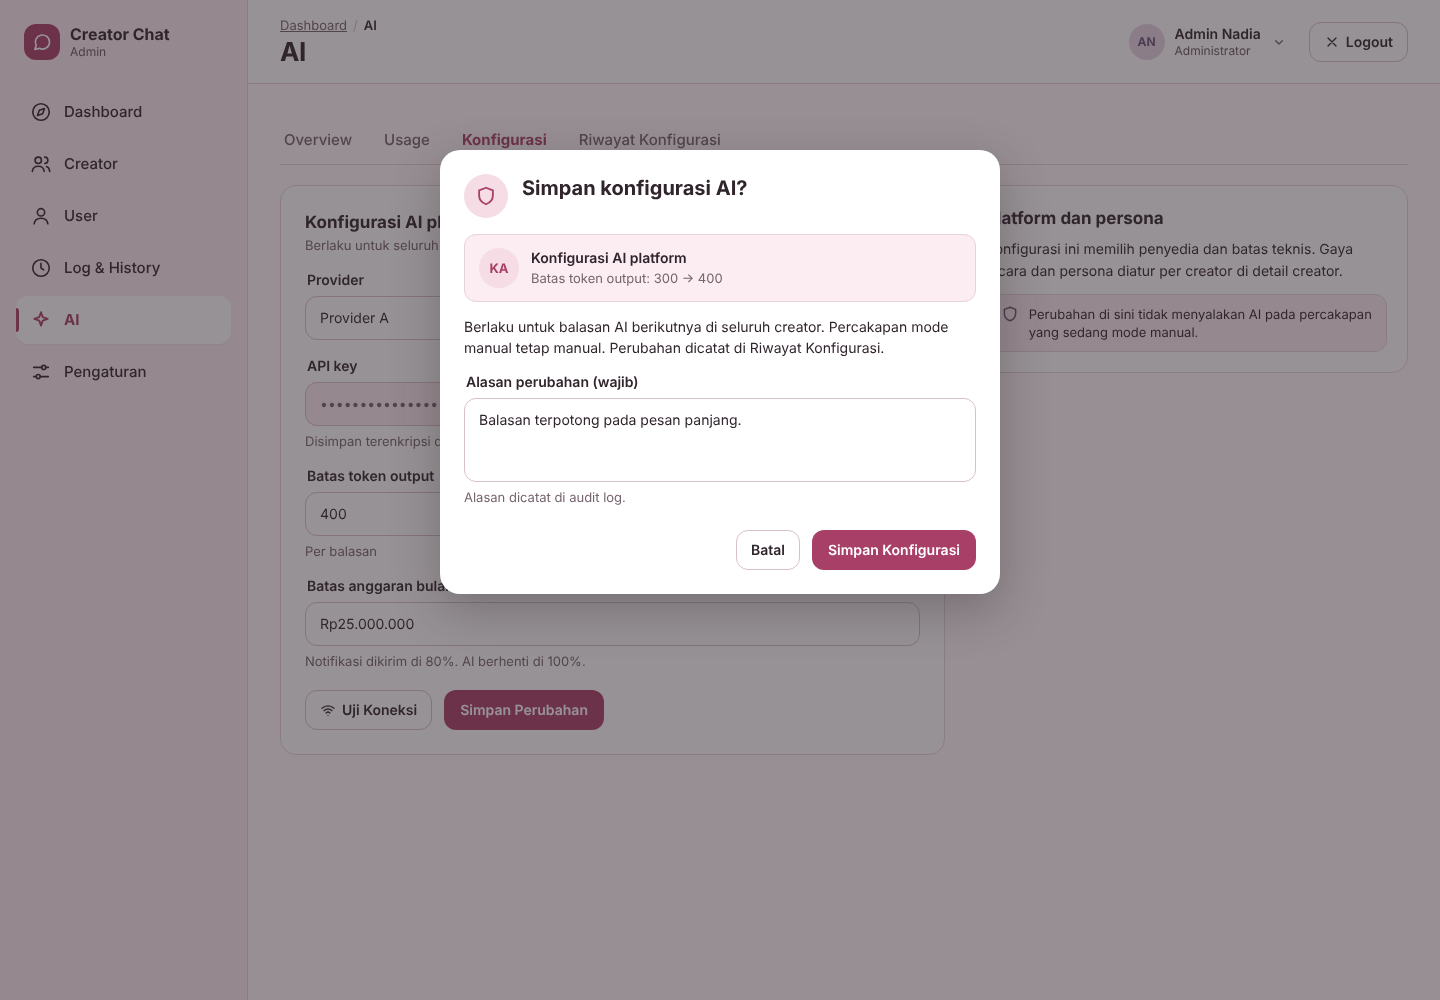 Creator Chat
Admin
Dashboard
Creator
User
Log & History
AI
Pengaturan
Dashboard / AI
AI
AN
Admin Nadia
Administrator
Logout
Overview
Usage
Konfigurasi
Riwayat Konfigurasi
Konfigurasi AI
Berlaku untuk seluruh
Provider
Provider A
API key
Disimpan terenkripsi
Batas token output
400
Per balasan
Batas anggaran
Rp25.000.000
Notifikasi dikirim di 80%. AI berhenti di 100%.
Uji Koneksi
Simpan Perubahan
dan persona
ini memilih penyedia dan batas teknis. Gaya
dan persona diatur per creator di detail creator.
Perubahan di sini tidak menyalakan AI pada percakapan
yang sedang mode manual.
Simpan konfigurasi AI?
KA
Konfigurasi AI platform
Batas token output: 300 → 400
Berlaku untuk balasan AI berikutnya di seluruh creator. Percakapan mode
manual tetap manual. Perubahan dicatat di Riwayat Konfigurasi.
Alasan perubahan (wajib)
Balasan terpotong pada pesan panjang.
Alasan dicatat di audit log.
Batal
Simpan Konfigurasi